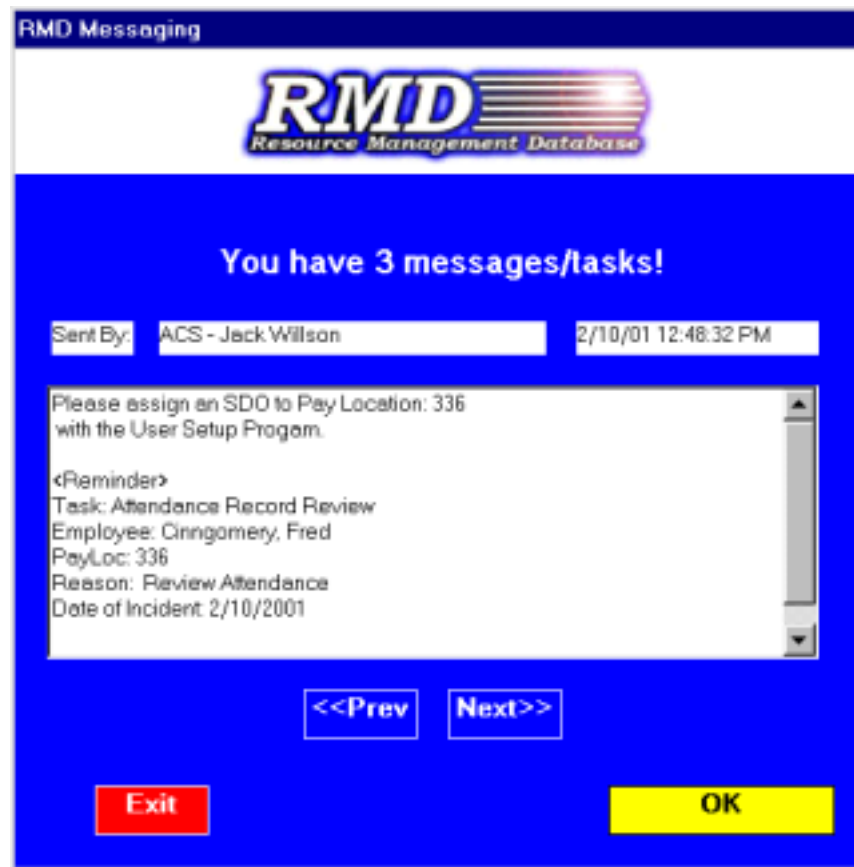 RMD Messaging
RMD
Resource Management Database
You have 3 messages/tasks!
Sent By: ACS - Jack Willson 2/10/01 12:48:32 PM
Please assign an SDO to Pay Location: 336
with the User Setup Progam.
<Reminder>
Task: Attendance Record Review
Employee: Cinngomery, Fred
PayLoc: 336
Reason: Review Attendance
Date of Incident: 2/10/2001
<<Prev Next>>
Exit OK